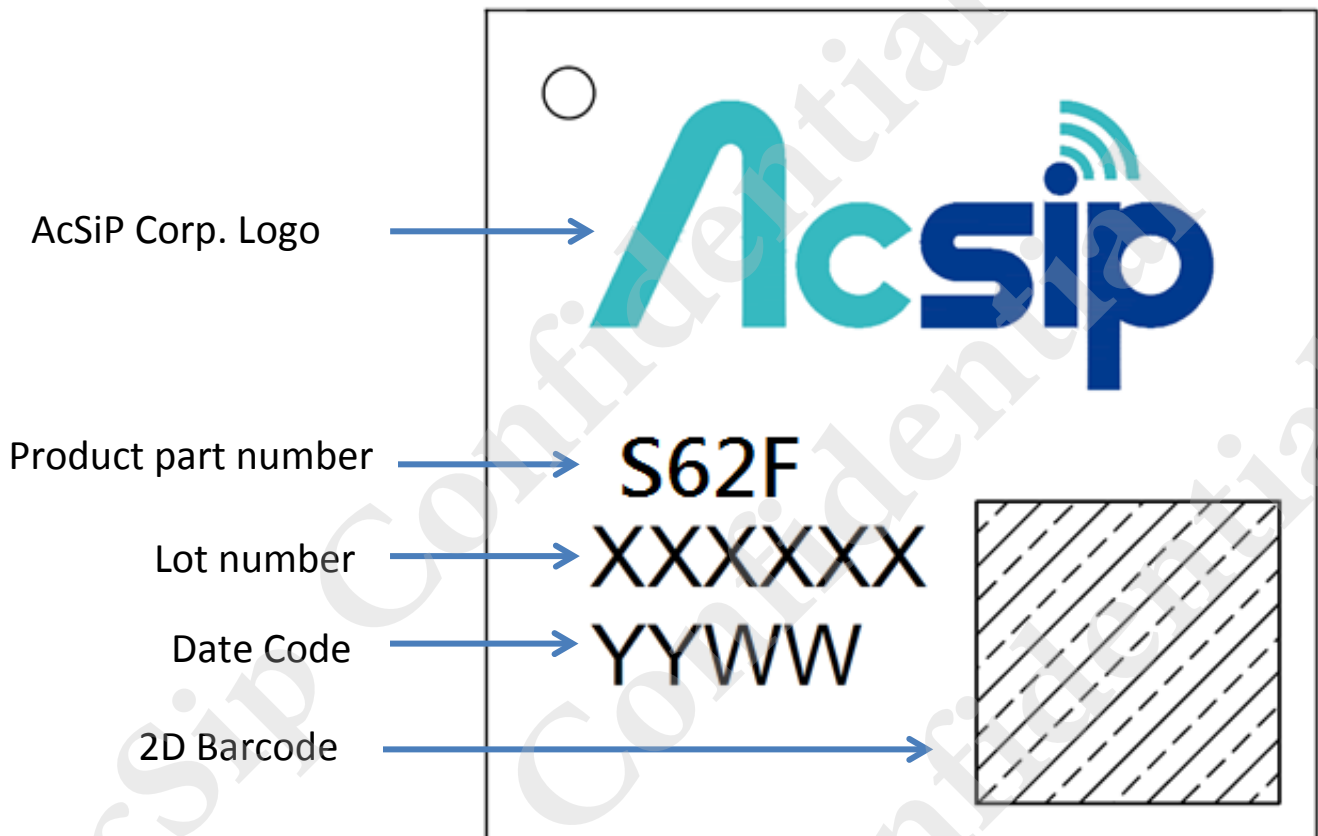 Acsip
AcSiP Corp. Logo
Product part number
S62F
Lot number
XXXXXX
Date Code
YYWW
2D Barcode
AcSip Confidential
Confidential
Confidential